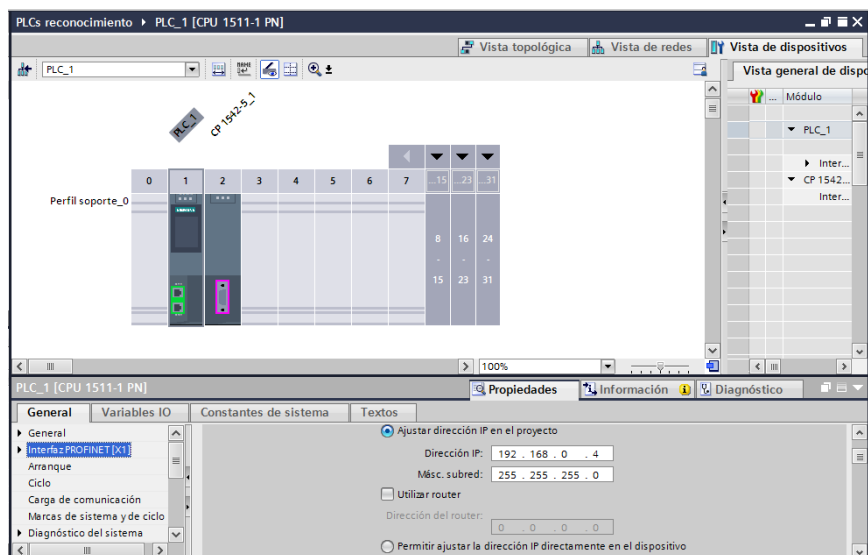 PLCs reconocimiento ▸ PLC_1 [CPU 1511-1 PN]
Vista topológica Vista de redes Vista de dispositivos
PLC_1 Vista general de dispo
... Módulo
PLC_1
Inter...
CP 1542...
Inter...
PLC_1 CP 1542-5_1
0 1 2 3 4 5 6 7 ...15 ...23 ...31
Perfil soporte_0
SIEMENS
8 16 24
- - -
15 23 31
100%
PLC_1 [CPU 1511-1 PN] Propiedades Información Diagnóstico
General Variables IO Constantes de sistema Textos
General
Interfaz PROFINET [X1]
Arranque
Ciclo
Carga de comunicación
Marcas de sistema y de ciclo
Diagnóstico del sistema
Ajustar dirección IP en el proyecto
Dirección IP: 192 . 168 . 0 . 4
Másc. subred: 255 . 255 . 255 . 0
Utilizar router
Dirección del router: 0 . 0 . 0 . 0
Permitir ajustar la dirección IP directamente en el dispositivo